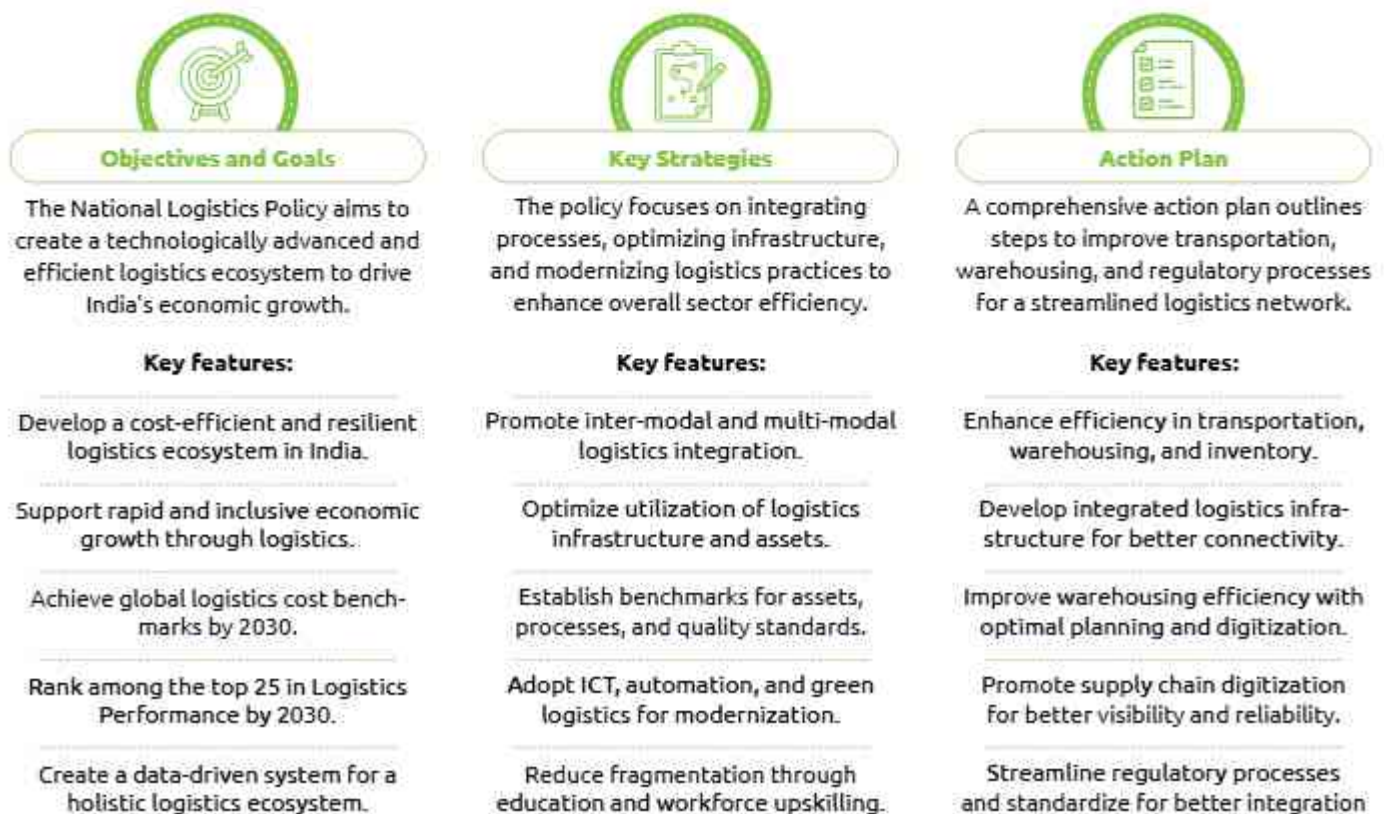 Objectives and Goals
The National Logistics Policy aims to
create a technologically advanced and
efficient logistics ecosystem to drive
India's economic growth.
Key features:
Develop a cost-efficient and resilient
logistics ecosystem in India.
Support rapid and inclusive economic
growth through logistics.
Achieve global logistics cost bench-
marks by 2030.
Rank among the top 25 in Logistics
Performance by 2030.
Create a data-driven system for a
holistic logistics ecosystem.
Key Strategies
The policy focuses on integrating
processes, optimizing infrastructure,
and modernizing logistics practices to
enhance overall sector efficiency.
Key features:
Promote inter-modal and multi-modal
logistics integration.
Optimize utilization of logistics
infrastructure and assets.
Establish benchmarks for assets,
processes, and quality standards.
Adopt ICT, automation, and green
logistics for modernization.
Reduce fragmentation through
education and workforce upskilling.
Action Plan
A comprehensive action plan outlines
steps to improve transportation,
warehousing, and regulatory processes
for a streamlined logistics network.
Key features:
Enhance efficiency in transportation,
warehousing, and inventory.
Develop integrated logistics infra-
structure for better connectivity.
Improve warehousing efficiency with
optimal planning and digitization.
Promote supply chain digitization
for better visibility and reliability.
Streamline regulatory processes
and standardize for better integration